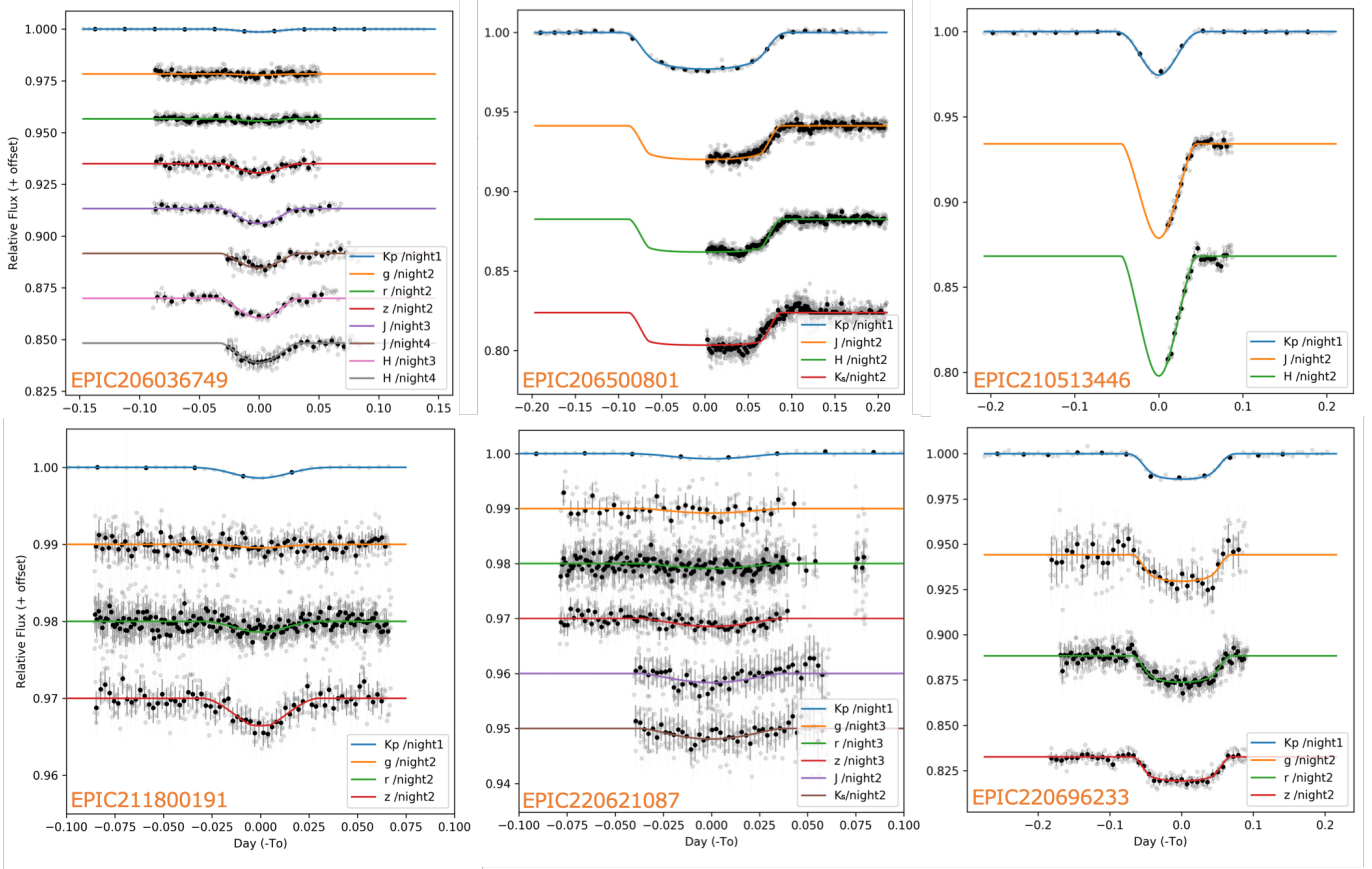 Relative Flux (+ offset)
1.000
0.975
0.950
0.925
0.900
0.875
0.850
0.825
−0.15 −0.10 −0.05 0.00 0.05 0.10 0.15
Kp /night1
g /night2
r /night2
z /night2
J /night3
J /night4
H /night3
H /night4
EPIC206036749
1.00
0.95
0.90
0.85
0.80
−0.20 −0.15 −0.10 −0.05 0.00 0.05 0.10 0.15 0.20
Kp /night1
J /night2
H /night2
Ks/night2
EPIC206500801
1.00
0.95
0.90
0.85
0.80
−0.2 −0.1 0.0 0.1 0.2
Kp /night1
J /night2
H /night2
EPIC210513446
Relative Flux (+ offset)
1.00
0.99
0.98
0.97
0.96
−0.100 −0.075 −0.050 −0.025 0.000 0.025 0.050 0.075 0.100
Day (-To)
Kp /night1
g /night2
r /night2
z /night2
EPIC211800191
1.00
0.99
0.98
0.97
0.96
0.95
0.94
−0.100 −0.075 −0.050 −0.025 0.000 0.025 0.050 0.075 0.100
Day (-To)
Kp /night1
g /night3
r /night3
z /night3
J /night2
Ks/night2
EPIC220621087
1.000
0.975
0.950
0.925
0.900
0.875
0.850
0.825
−0.2 −0.1 0.0 0.1 0.2
Day (-To)
Kp /night1
g /night2
r /night2
z /night2
EPIC220696233